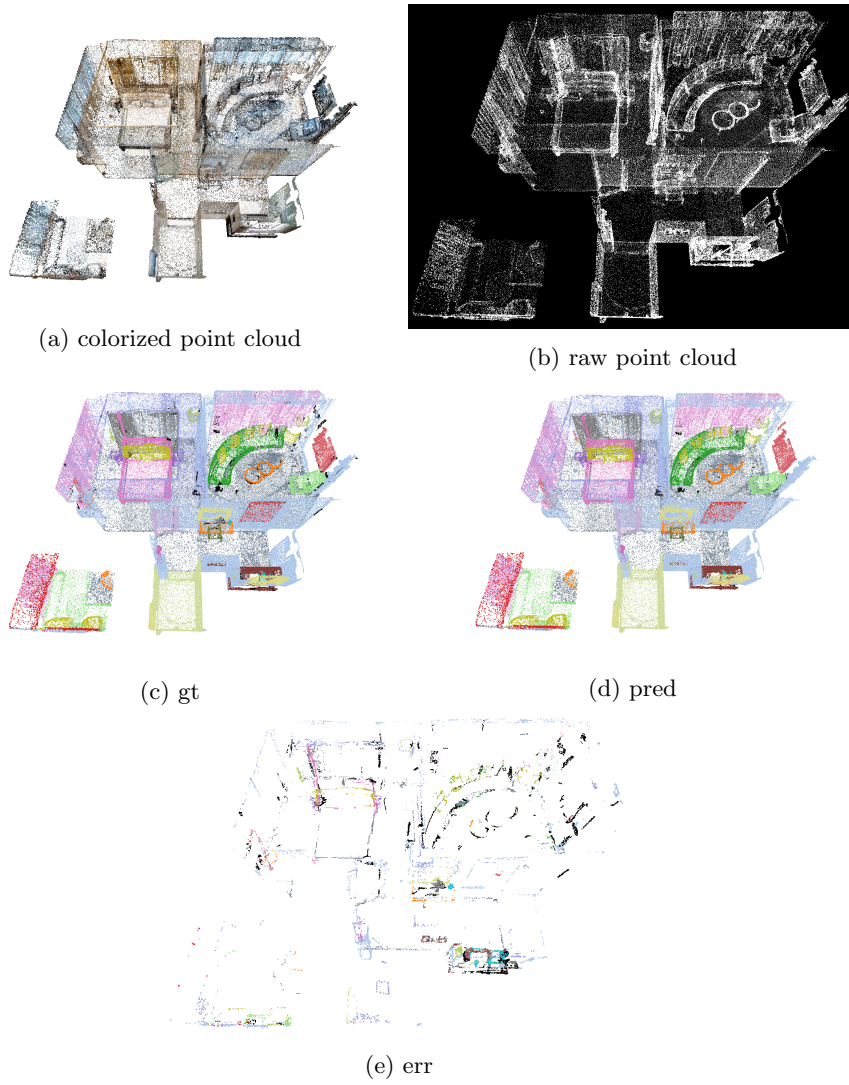 (a) colorized point cloud
(b) raw point cloud
(c) gt
(d) pred
(e) err